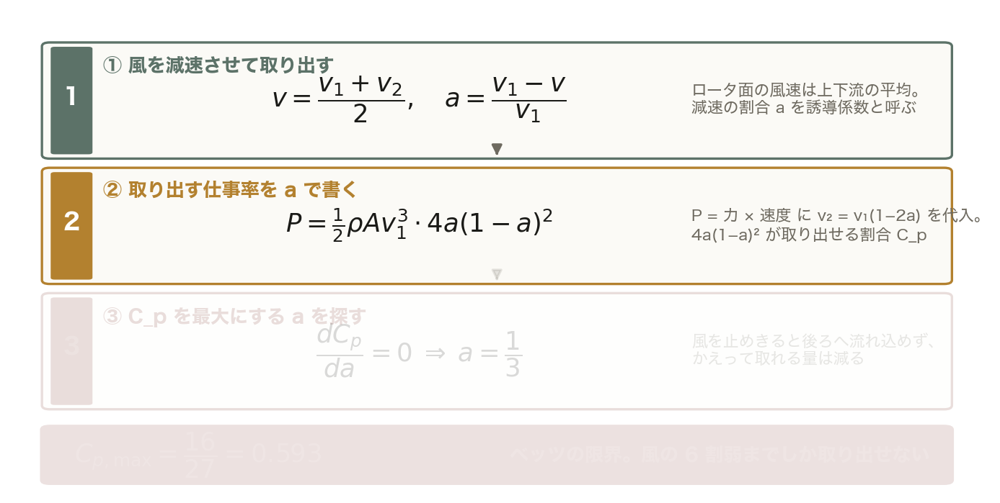 1
① 風を減速させて取り出す
v = \frac{v_1 + v_2}{2}, a = \frac{v_1 - v}{v_1}
ロータ面の風速は上下流の平均。
減速の割合 a を誘導係数と呼ぶ
2
② 取り出す仕事率を a で書く
P = \frac{1}{2} ρAv_1^3 · 4a(1 − a)^2
P = 力 × 速度 に v₂ = v₁(1−2a) を代入。
4a(1−a)² が取り出せる割合 C_p
3
③ C_p を最大にする a を探す
\frac{dC_p}{da} = 0 ⇒ a = \frac{1}{3}
風を止めきると後ろへ流れ込めず、
かえって取れる量は減る
C_{p, max} = \frac{16}{27} = 0.593
ベッツの限界。風の 6 割弱までしか取り出せない